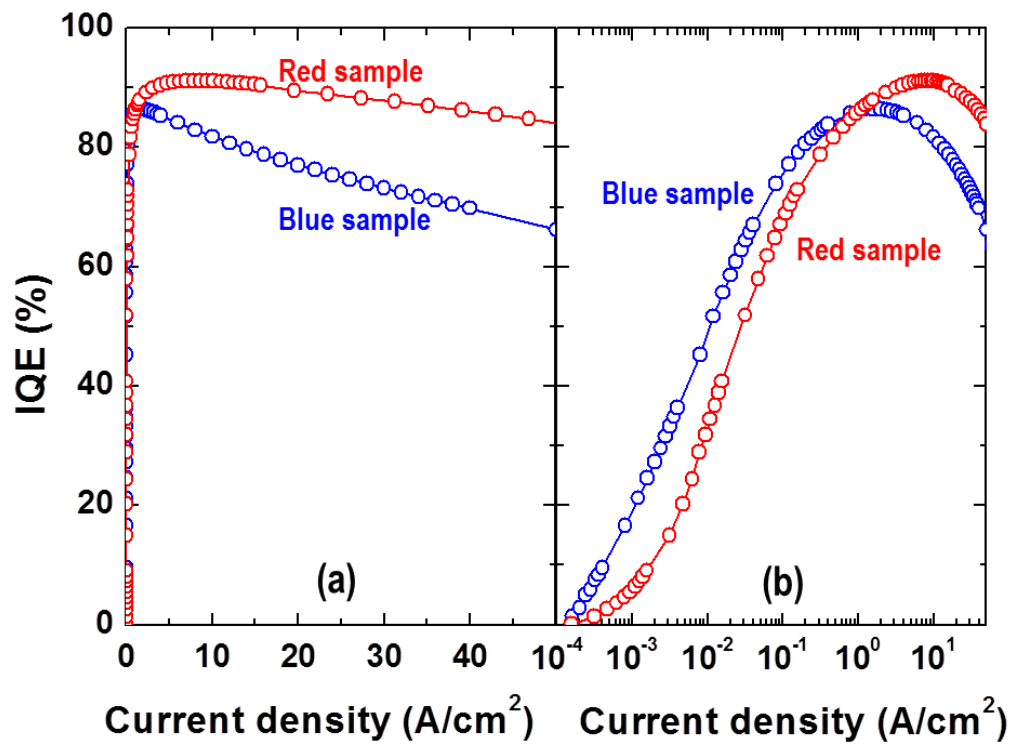 100
80
60
40
20
0
IQE (%)
Red sample
Blue sample
(a)
0 10 20 30 40
Current density (A/cm²)
Blue sample
Red sample
(b)
10⁻⁴ 10⁻³ 10⁻² 10⁻¹ 10⁰ 10¹
Current density (A/cm²)